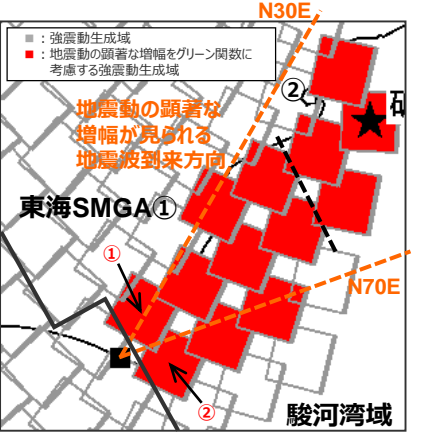 N30E
■：強震動生成域
■：地震動の顕著な増幅をグリーン関数に
考慮する強震動生成域
②
地震動の顕著な
増幅が見られる
地震波到来方向
東海SMGA①
①
N70E
②
駿河湾域